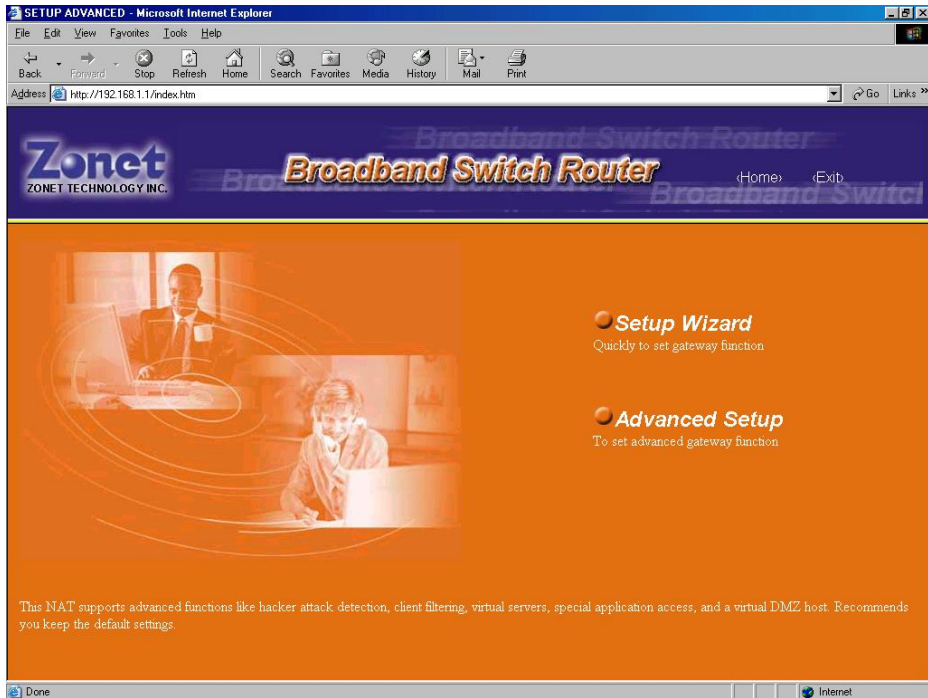 SETUP ADVANCED - Microsoft Internet Explorer
File Edit View Favorites Tools Help
Back Forward Stop Refresh Home Search Favorites Media History Mail Print
Address http://192.168.1.1/index.htm Go Links »
Broadband Switch Router
Zonet
ZONET TECHNOLOGY INC.
Broadband Switch Router
‹Home› ‹Exit›
Broadband Switch
Setup Wizard
Quickly to set gateway function
Advanced Setup
To set advanced gateway function
This NAT supports advanced functions like hacker attack detection, client filtering, virtual servers, special application access, and a virtual DMZ host. Recommends
you keep the default settings.
Done Internet